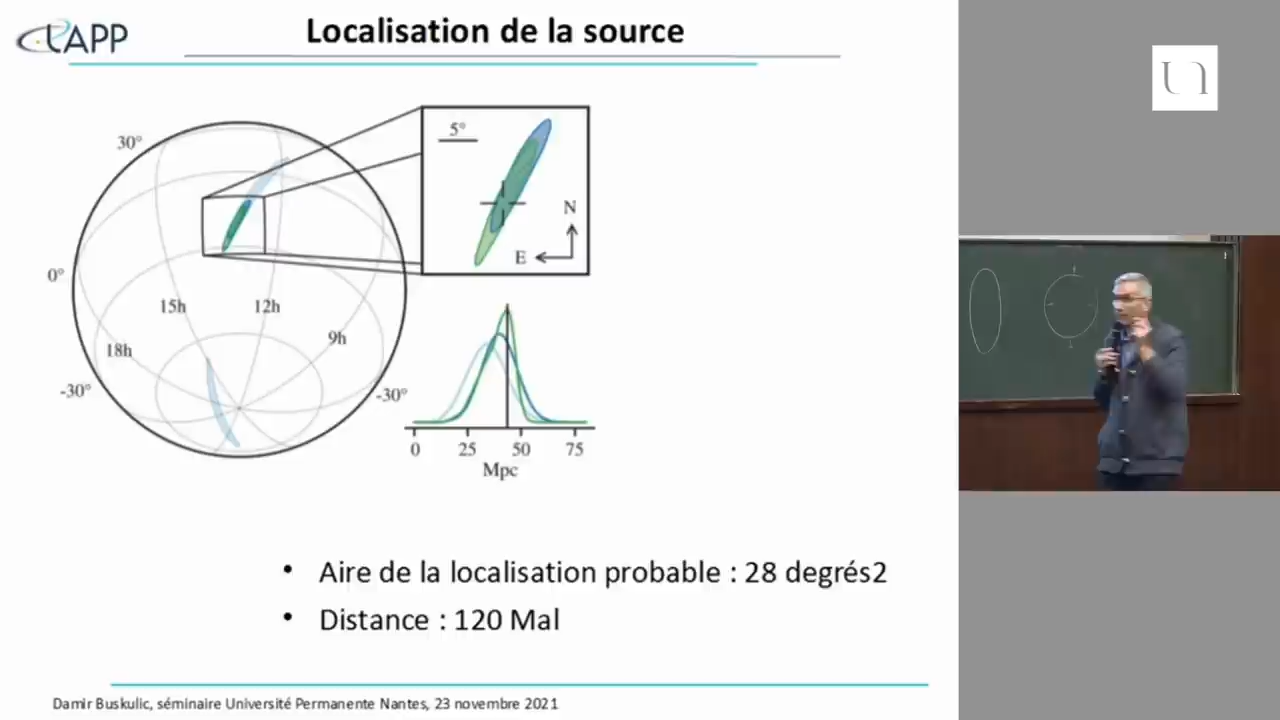 LAPP
Localisation de la source
30°
0°
15h
12h
18h
9h
-30°
-30°
5°
N
E
0 25 50 75
Mpc
• Aire de la localisation probable : 28 degrés2
• Distance : 120 Mal
Damir Buskulic, séminaire Université Permanente Nantes, 23 novembre 2021